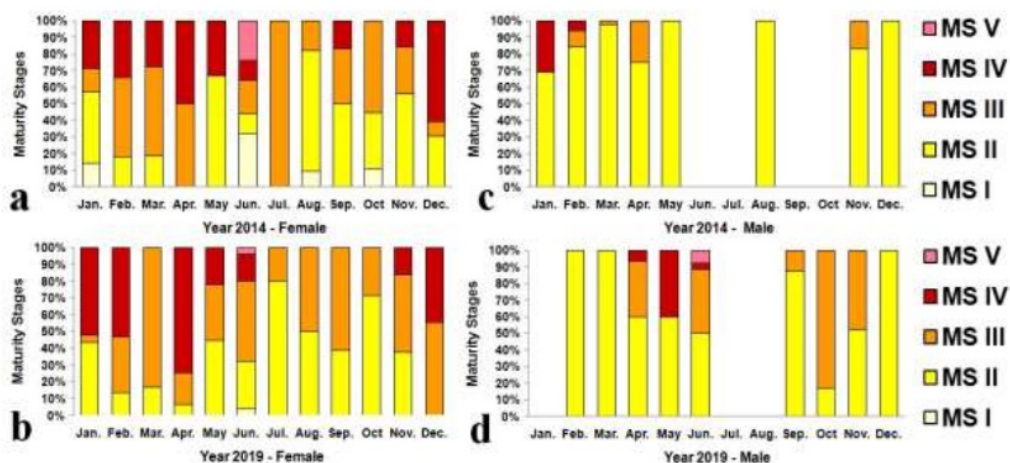 Maturity Stages
100%
90%
80%
70%
60%
50%
40%
30%
20%
10%
0%
a
Jan. Feb. Mar. Apr. May Jun. Jul. Aug. Sep. Oct Nov. Dec.
Year 2014 - Female
Maturity Stages
100%
90%
80%
70%
60%
50%
40%
30%
20%
10%
0%
c
Jan. Feb. Mar. Apr. May Jun. Jul. Aug. Sep. Oct Nov. Dec.
Year 2014 - Male
MS V
MS IV
MS III
MS II
MS I
Maturity Stages
100%
90%
80%
70%
60%
50%
40%
30%
20%
10%
0%
b
Jan. Feb. Mar. Apr. May Jun. Jul. Aug. Sep. Oct Nov. Dec.
Year 2019 - Female
Maturity Stages
100%
90%
80%
70%
60%
50%
40%
30%
20%
10%
0%
d
Jan. Feb. Mar. Apr. May Jun. Jul. Aug. Sep. Oct Nov. Dec.
Year 2019 - Male
MS V
MS IV
MS III
MS II
MS I